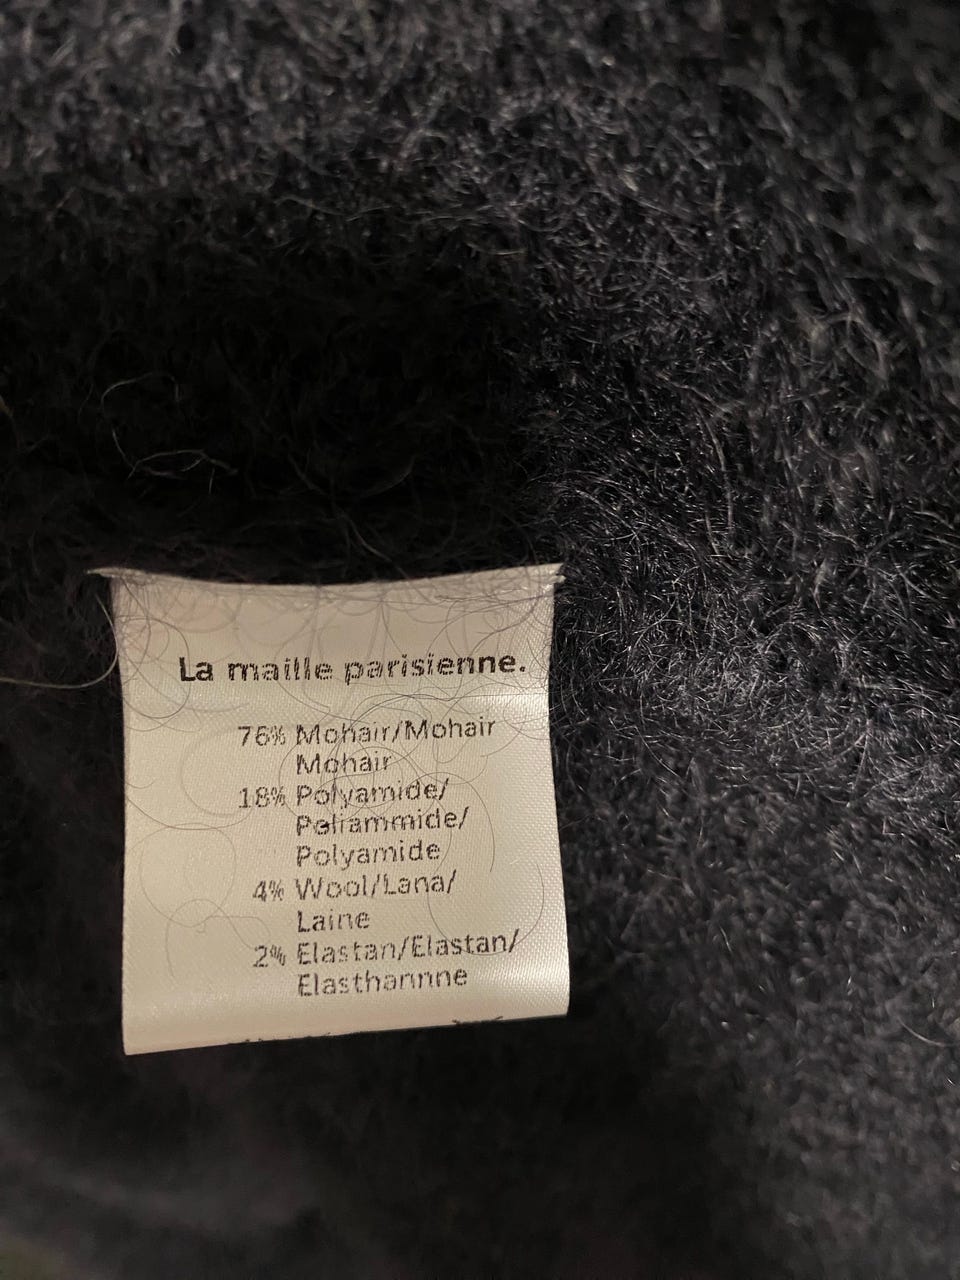 La maille parisienne.
76% Mohair/Mohair
Mohair
18% Polyamide/
Poliammide/
Polyamide
4% Wool/Lana/
Laine
2% Elastan/Elastan/
Elasthannne